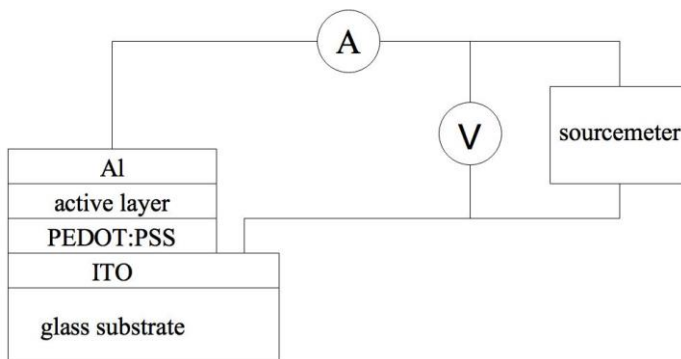 A
V
sourcemeter
Al
active layer
PEDOT:PSS
ITO
glass substrate